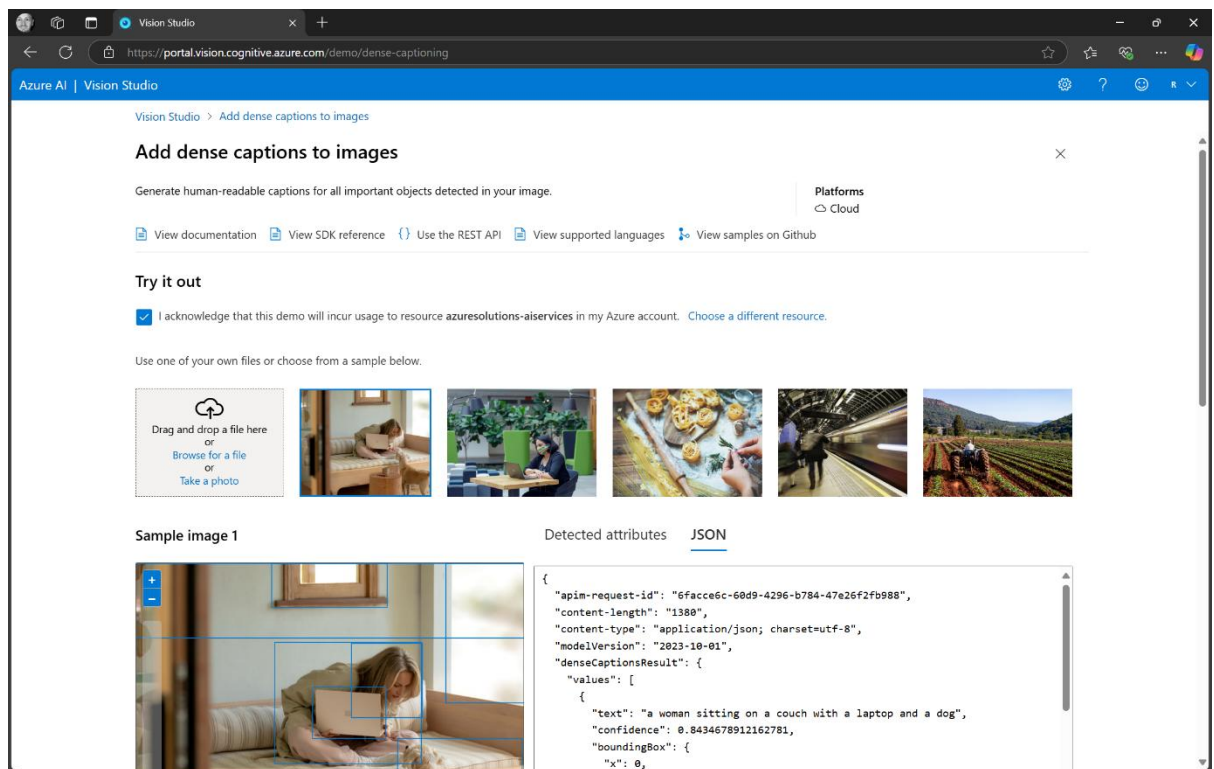 Vision Studio
https://portal.vision.cognitive.azure.com/demo/dense-captioning
Azure AI | Vision Studio
R
Vision Studio > Add dense captions to images
Add dense captions to images
Generate human-readable captions for all important objects detected in your image.
Platforms
Cloud
View documentation
View SDK reference
{} Use the REST API
View supported languages
View samples on Github
Try it out
I acknowledge that this demo will incur usage to resource azuresolutions-aiservices in my Azure account. Choose a different resource.
Use one of your own files or choose from a sample below.
Drag and drop a file here
or
Browse for a file
or
Take a photo
Sample image 1
Detected attributes
JSON
+
−
{
"apim-request-id": "6facce6c-60d9-4296-b784-47e26f2fb988",
"content-length": "1380",
"content-type": "application/json; charset=utf-8",
"modelVersion": "2023-10-01",
"denseCaptionsResult": {
"values": [
{
"text": "a woman sitting on a couch with a laptop and a dog",
"confidence": 0.8434678912162781,
"boundingBox": {
"x": 0,